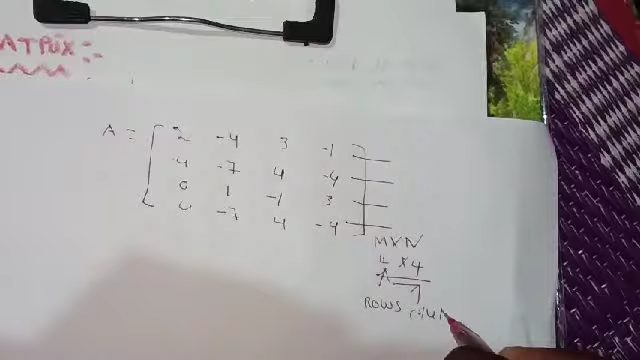 ATRIX:-
A = [ 2 -4 3 -1
4 -7 4 -4
0 1 -1 3
4 -7 4 -4 ]
M×N
4×4
ROWS